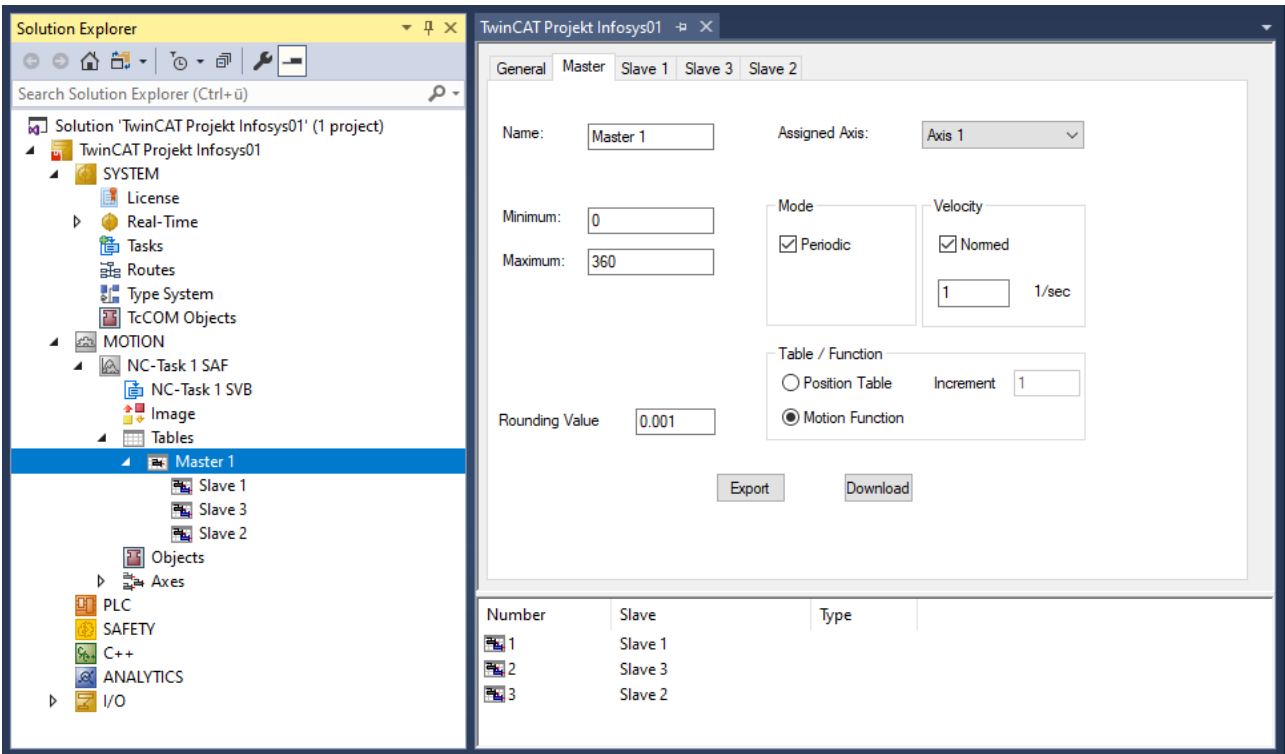 Solution Explorer
Search Solution Explorer (Ctrl+ü)
Solution 'TwinCAT Projekt Infosys01' (1 project)
TwinCAT Projekt Infosys01
SYSTEM
License
Real-Time
Tasks
Routes
Type System
TcCOM Objects
MOTION
NC-Task 1 SAF
NC-Task 1 SVB
Image
Tables
Master 1
Slave 1
Slave 3
Slave 2
Objects
Axes
PLC
SAFETY
C++
ANALYTICS
I/O
TwinCAT Projekt Infosys01
General Master Slave 1 Slave 3 Slave 2
Name: Master 1 Assigned Axis: Axis 1
Mode Velocity
Minimum: 0
Periodic Normed
Maximum: 360
1 1/sec
Table / Function
Position Table Increment 1
Rounding Value 0.001 Motion Function
Export Download
Number Slave Type
1 Slave 1
2 Slave 3
3 Slave 2